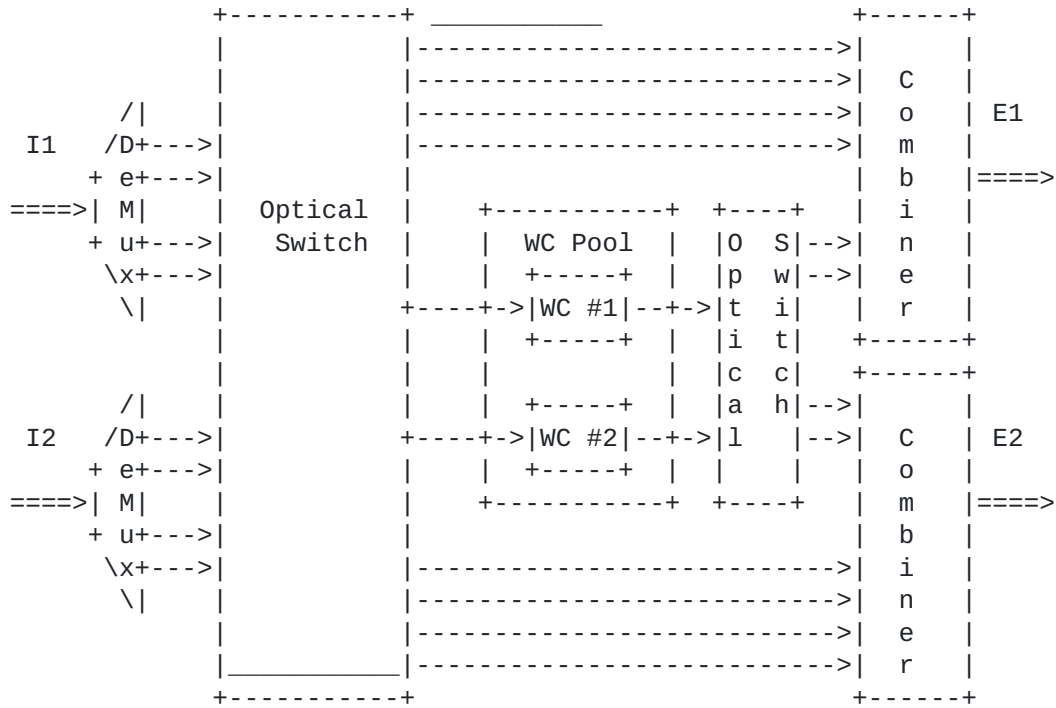 I1
DeMux
Optical
Switch
WC Pool
WC #1
WC #2
Optical
Switch
Combiner
E1
I2
DeMux
Combiner
E2